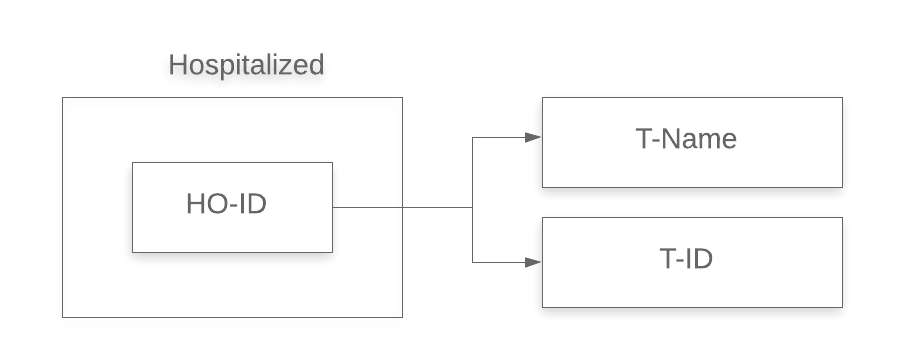 Hospitalized
HO-ID
T-Name
T-ID